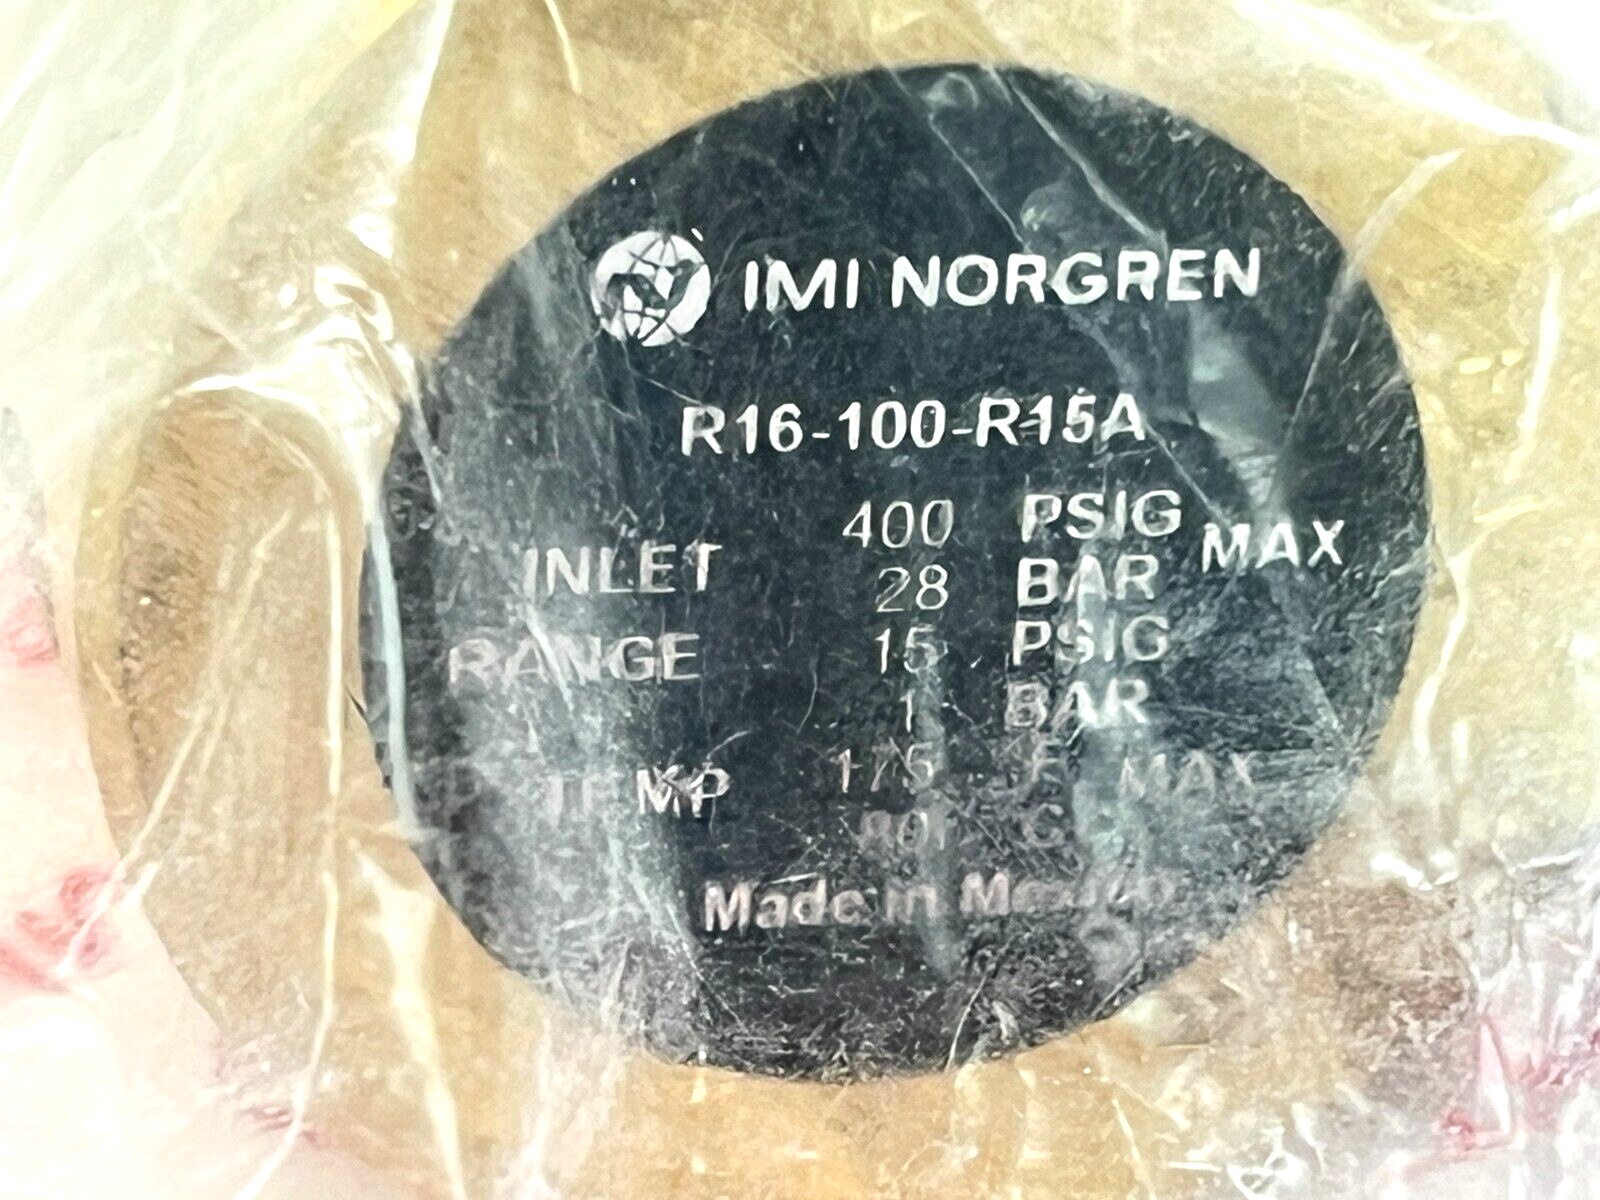 IMI NORGREN
R16-100-R15A
INLET 400 PSIG MAX
28 BAR
RANGE 15 PSIG
1 BAR
TEMP 175 F MAX
80 C
Made in Mexico